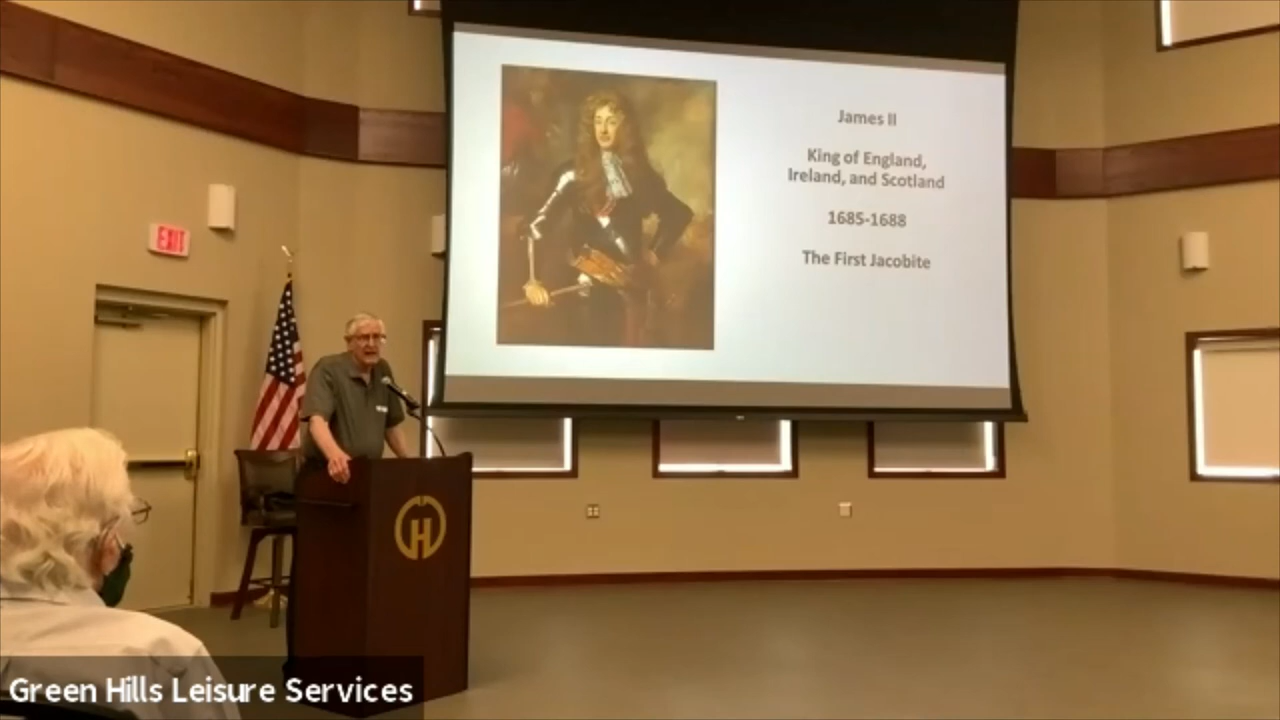 James II
King of England,
Ireland, and Scotland
1685-1688
The First Jacobite
EXIT
H
Green Hills Leisure Services